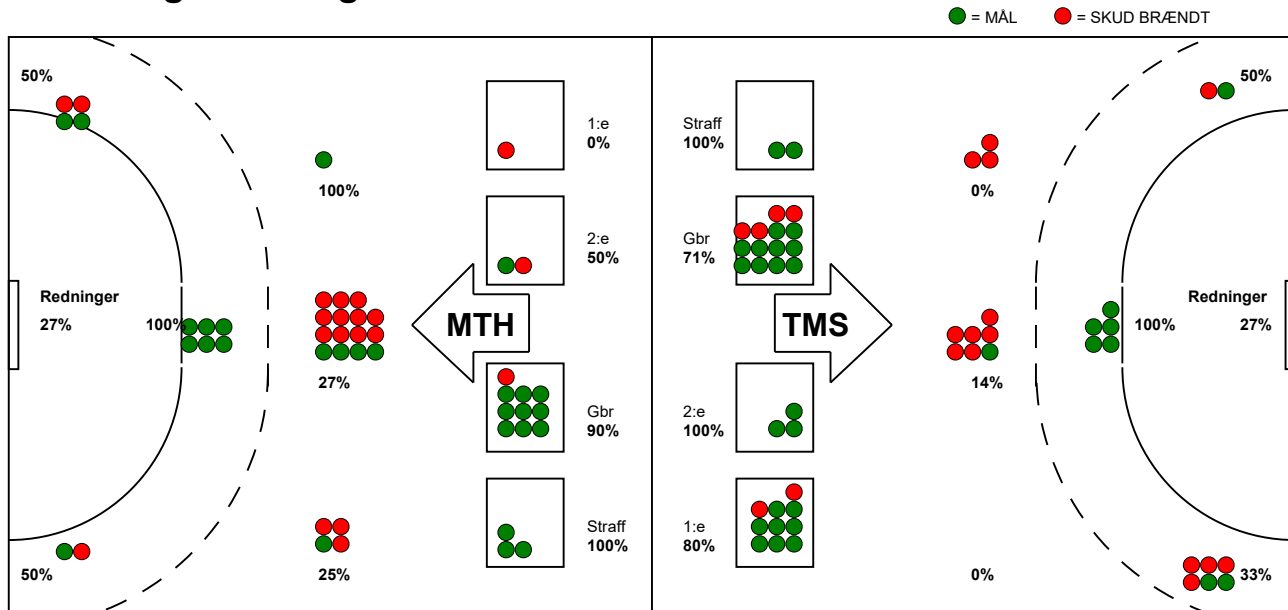 = MÅL = SKUD BRÆNDT
50%
1:e
0%
100%
2:e
50%
Redninger
27%
100%
MTH
27%
Gbr
90%
Straff
100%
50%
25%
Straff
100%
50%
0%
Gbr
71%
TMS
Redninger
100% 27%
14%
2:e
100%
1:e
80%
0%
33%